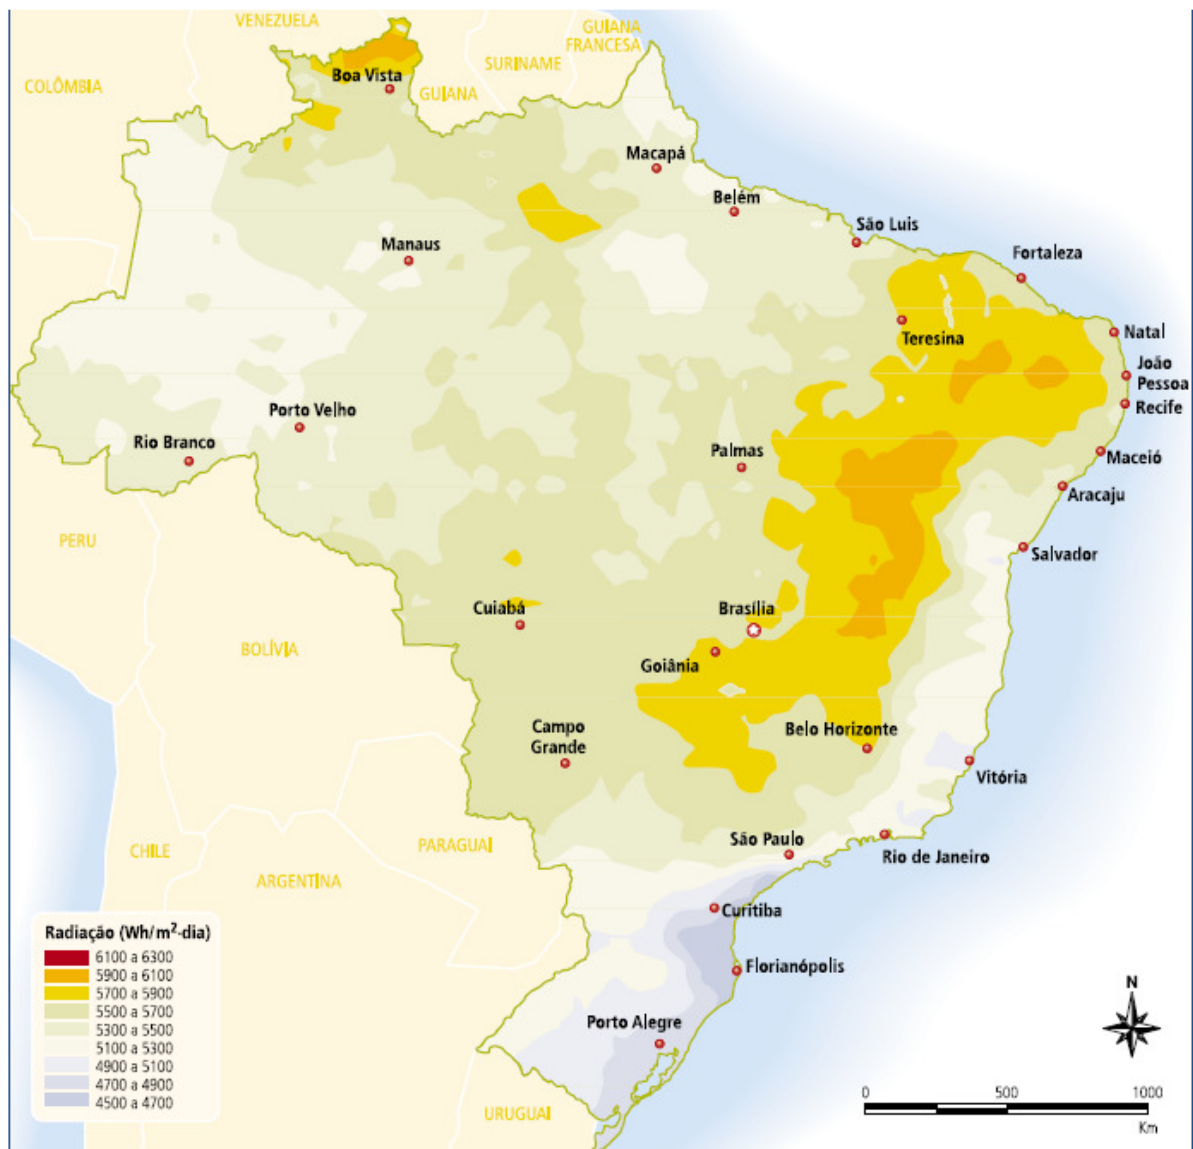 VENEZUELA
GUIANA
FRANCESA
SURINAME
COLÔMBIA
Boa Vista
GUIANA
Macapá
Belém
São Luis
Manaus
Fortaleza
Teresina
Natal
João
Pessoa
Recife
Porto Velho
Rio Branco
Palmas
Maceió
Aracaju
PERU
Salvador
Cuiabá
Brasília
BOLÍVIA
Goiânia
Campo
Grande
Belo Horizonte
Vitória
PARAGUAI
CHILE
São Paulo
Rio de Janeiro
ARGENTINA
Curitiba
Florianópolis
Porto Alegre
URUGUAI
Radiação (Wh/m²·dia)
6100 a 6300
5900 a 6100
5700 a 5900
5500 a 5700
5300 a 5500
5100 a 5300
4900 a 5100
4700 a 4900
4500 a 4700
N
0 500 1000
Km